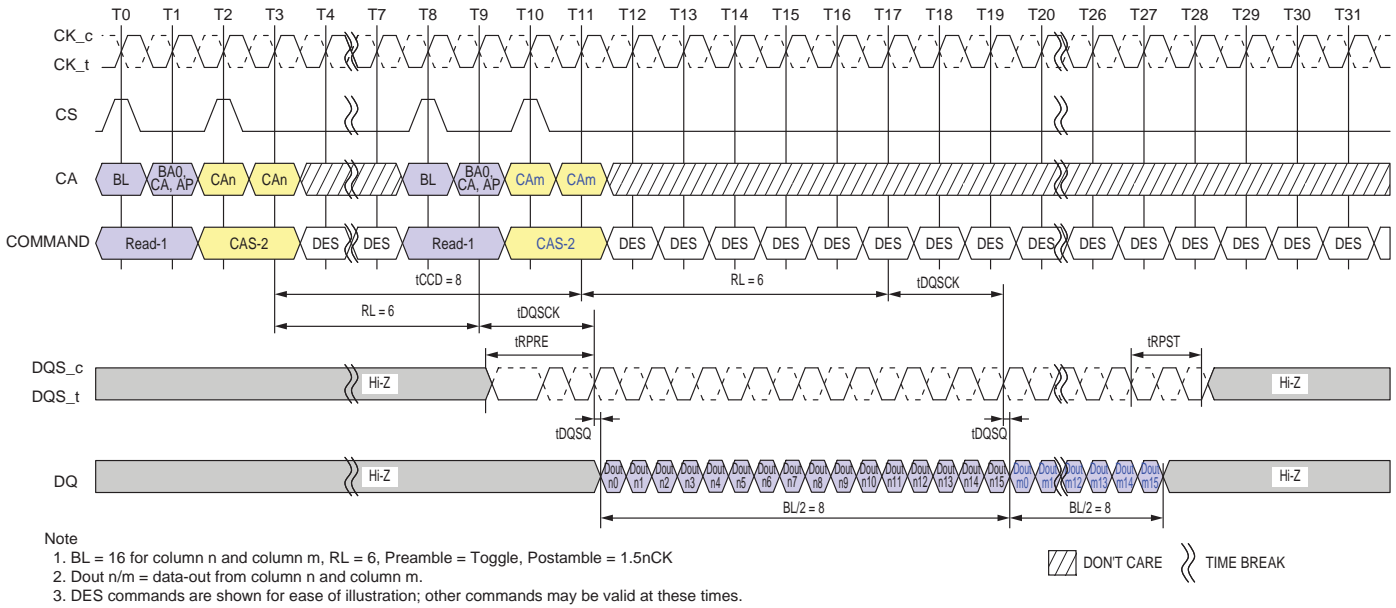 T0 T1 T2 T4 T7 T8 T9 T10 T11 T12 T13 T14 T15 T16 T17 T18 T19 T20 T26 T27 T28 T29 T30 T31
CK_c
CK_t
CS
CA BL BA0, CA, AP CAn CAn BL BA0, CA, AP CAm CAm
COMMAND Read-1 CAS-2 DES DES Read-1 CAS-2 DES DES DES DES DES DES DES DES DES DES DES DES DES DES DES
tCCD = 8 RL = 6 tDQSCK
RL = 6 tDQSCK
tRPRE tRPST
DQS_c
DQS_t Hi-Z Hi-Z
tDQSQ tDQSQ
DQ Hi-Z Dout n0 Dout n1 Dout n2 Dout n3 Dout n4 Dout n5 Dout n6 Dout n7 Dout n8 Dout n9 Dout n10 Dout n11 Dout n12 Dout n13 Dout n14 Dout n15 Dout m0 Dout m1 Dout m12 Dout m13 Dout m14 Dout m15 Hi-Z
BL/2 = 8 BL/2 = 8
Note
1. BL = 16 for column n and column m, RL = 6, Preamble = Toggle, Postamble = 1.5nCK
2. Dout n/m = data-out from column n and column m.
3. DES commands are shown for ease of illustration; other commands may be valid at these times.
DON'T CARE TIME BREAK